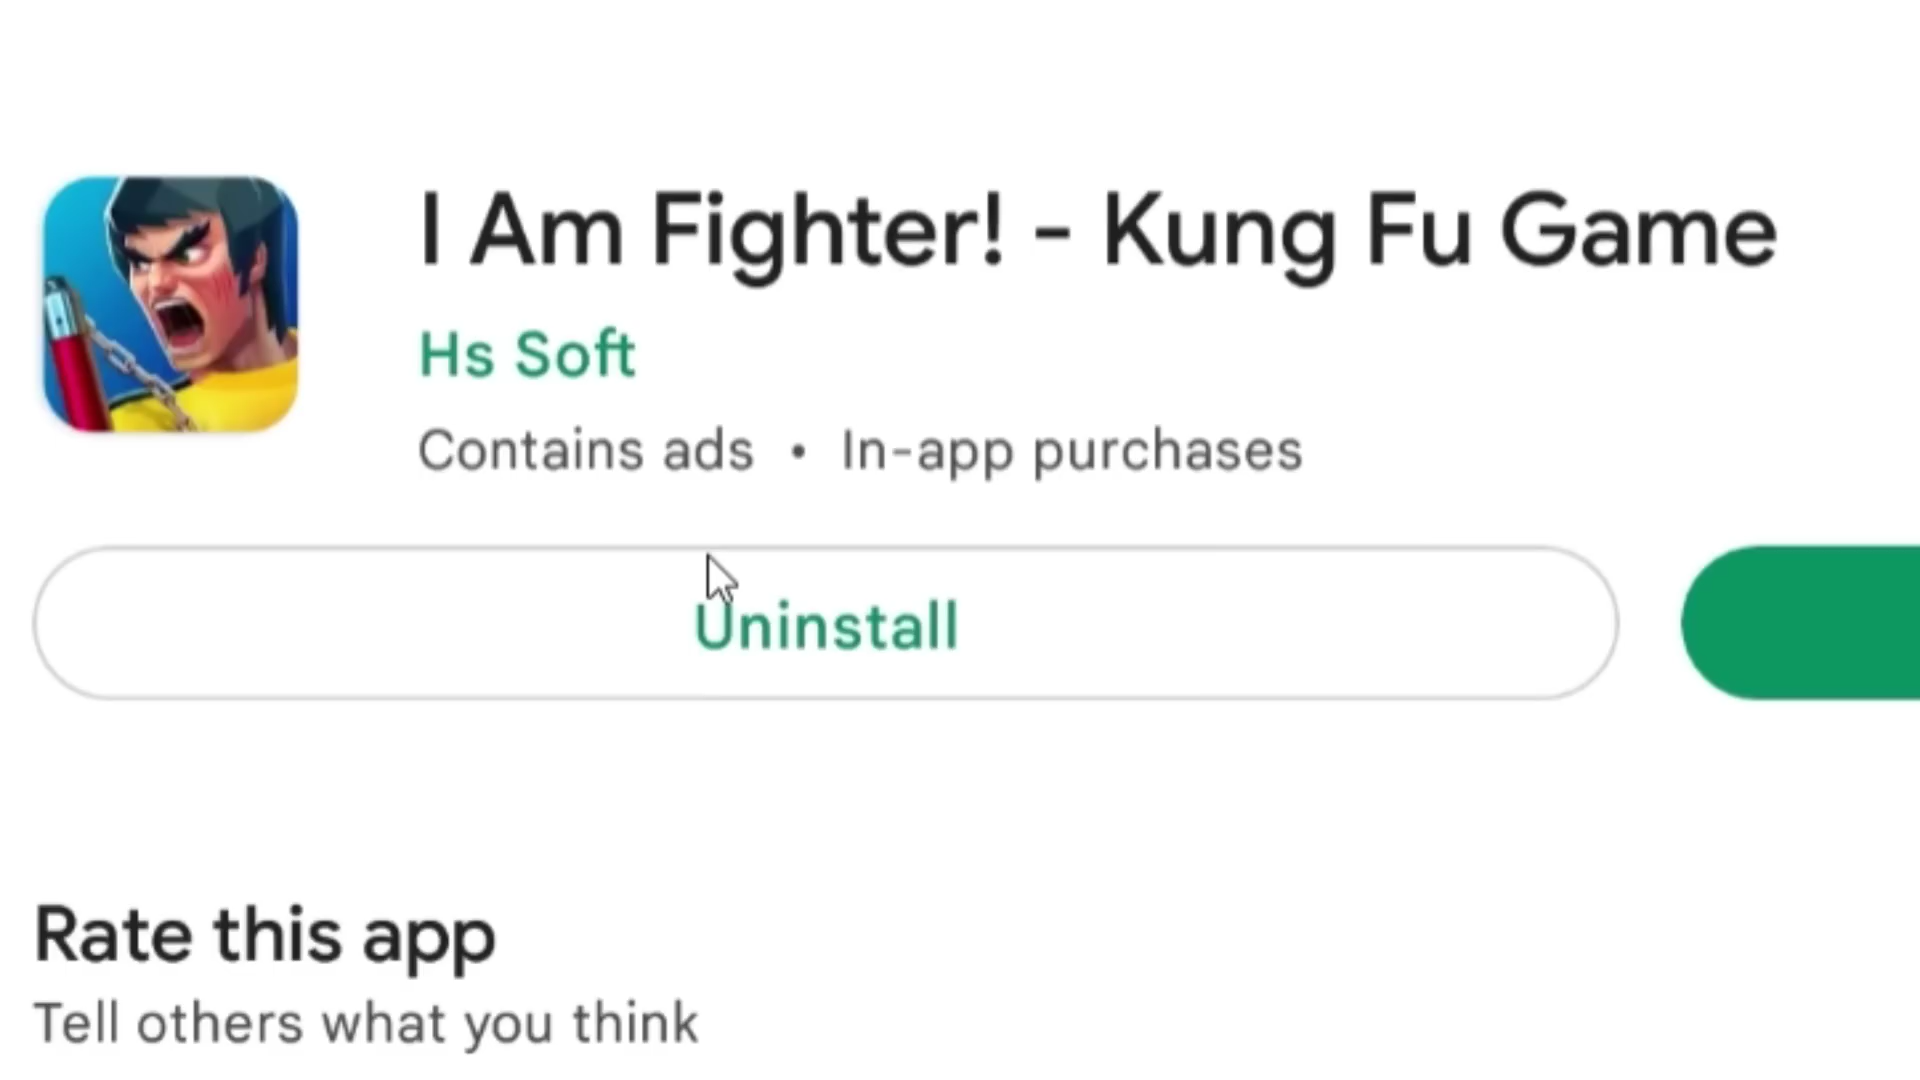 I Am Fighter! - Kung Fu Game
Hs Soft
Contains ads • In-app purchases
Uninstall
Rate this app
Tell others what you think